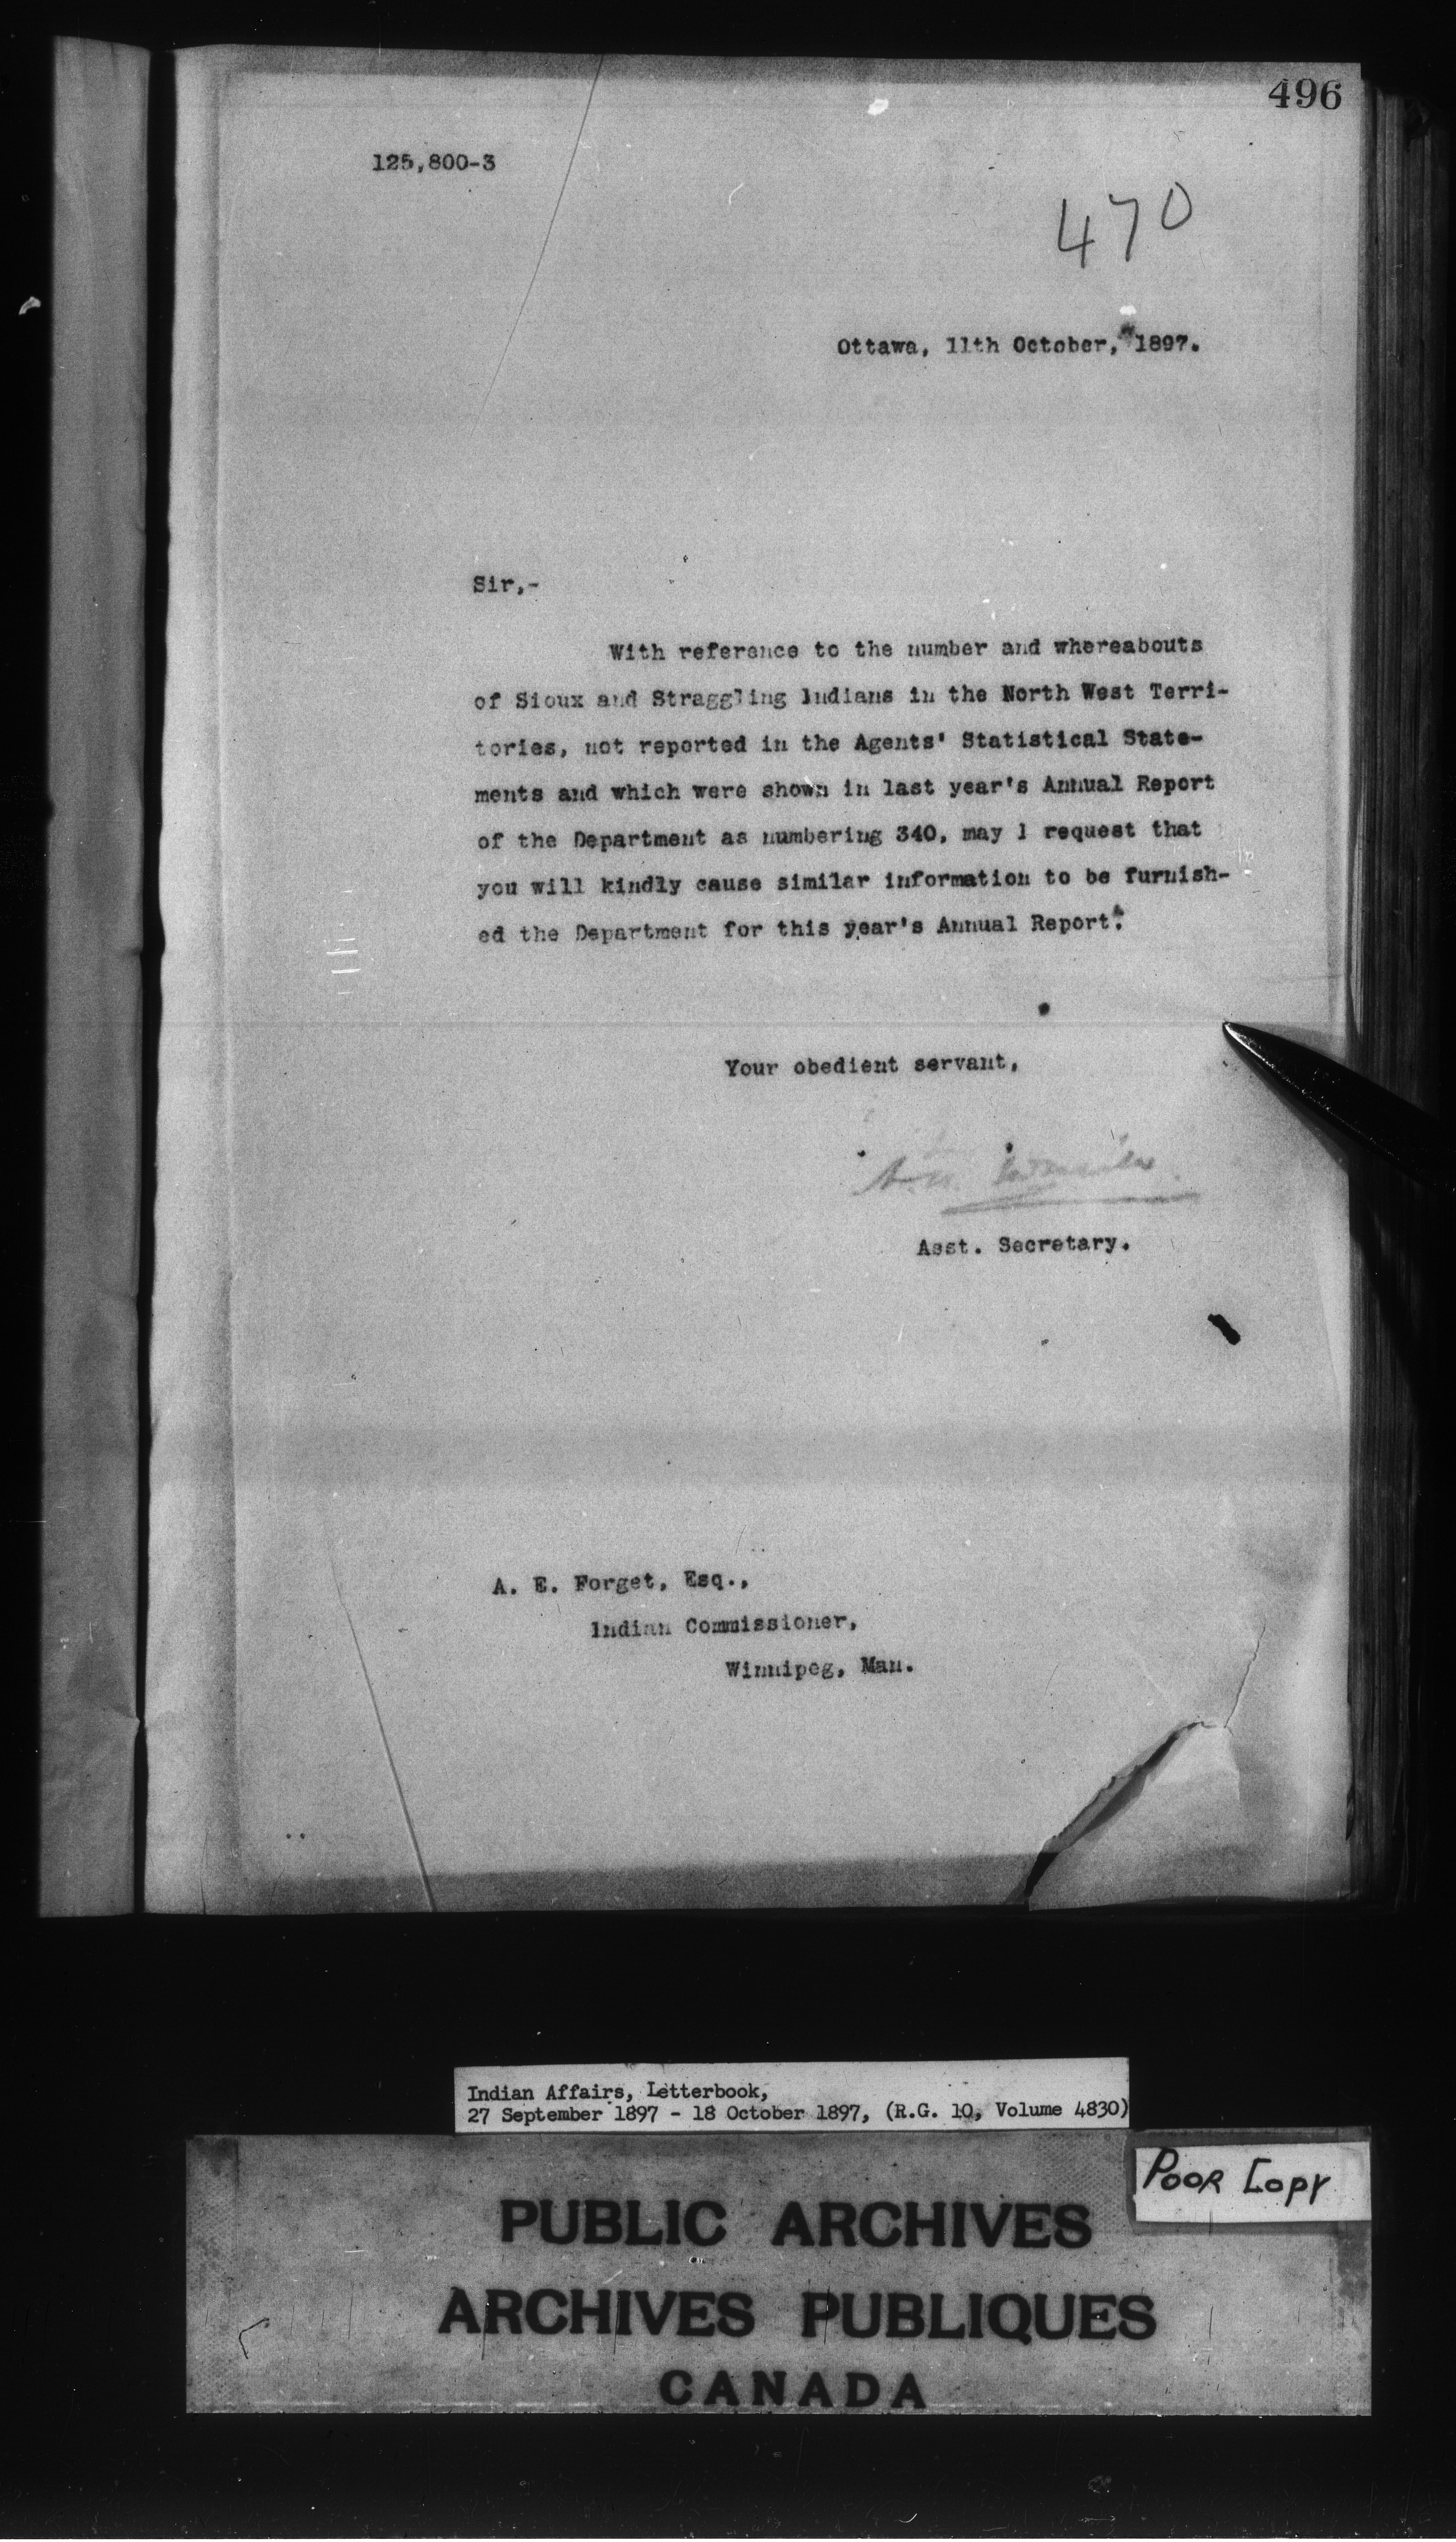 496
125,800-3
470
Ottawa, 11th October, 1897.
Sir,-
With reference to the number and whereabouts
of Sioux and Straggling Indians in the North West Terri-
tories, not reported in the Agents' Statistical State-
ments and which were shown in last year's Annual Report
of the Department as numbering 340, may I request that
you will kindly cause similar information to be furnish-
ed the Department for this year's Annual Report.
Your obedient servant,
Asst. Secretary.
A. E. Forget, Esq.,
Indian Commissioner,
Winnipeg, Man.
Indian Affairs, Letterbook,
27 September 1897 - 18 October 1897, (R.G. 10, Volume 4830)
POOR COPY
PUBLIC ARCHIVES
ARCHIVES PUBLIQUES
CANADA